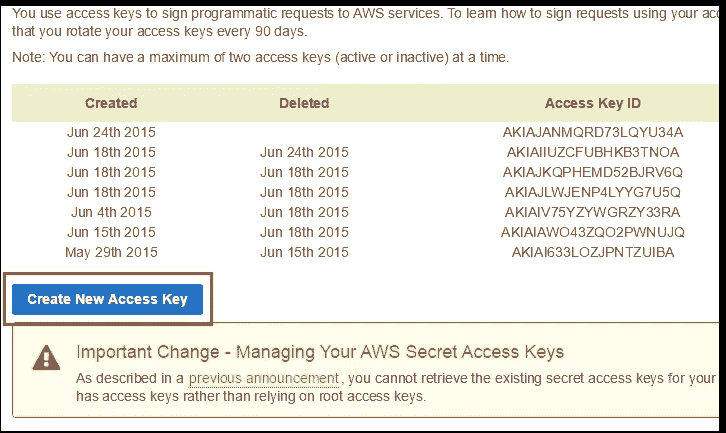 You use access keys to sign programmatic requests to AWS services. To learn how to sign requests using your
that you rotate your access keys every 90 days.
Note: You can have a maximum of two access keys (active or inactive) at a time.
Created Deleted Access Key ID
Jun 24th 2015 AKIAJANMQRD73LQYU34A
Jun 18th 2015 Jun 24th 2015 AKIAIIUZCFUBHKB3TNOA
Jun 18th 2015 Jun 18th 2015 AKIAJKQPHEMD52BJRV6Q
Jun 18th 2015 Jun 18th 2015 AKIAJLWJENP4LYYG7U5Q
Jun 4th 2015 Jun 18th 2015 AKIAIV75YZYWGRZY33RA
Jun 15th 2015 Jun 18th 2015 AKIAIAWO43ZQO2PWNUJQ
May 29th 2015 Jun 15th 2015 AKIAI633LOZJPNTZUIBA
Create New Access Key
Important Change - Managing Your AWS Secret Access Keys
As described in a previous announcement, you cannot retrieve the existing secret access keys for your
has access keys rather than relying on root access keys.